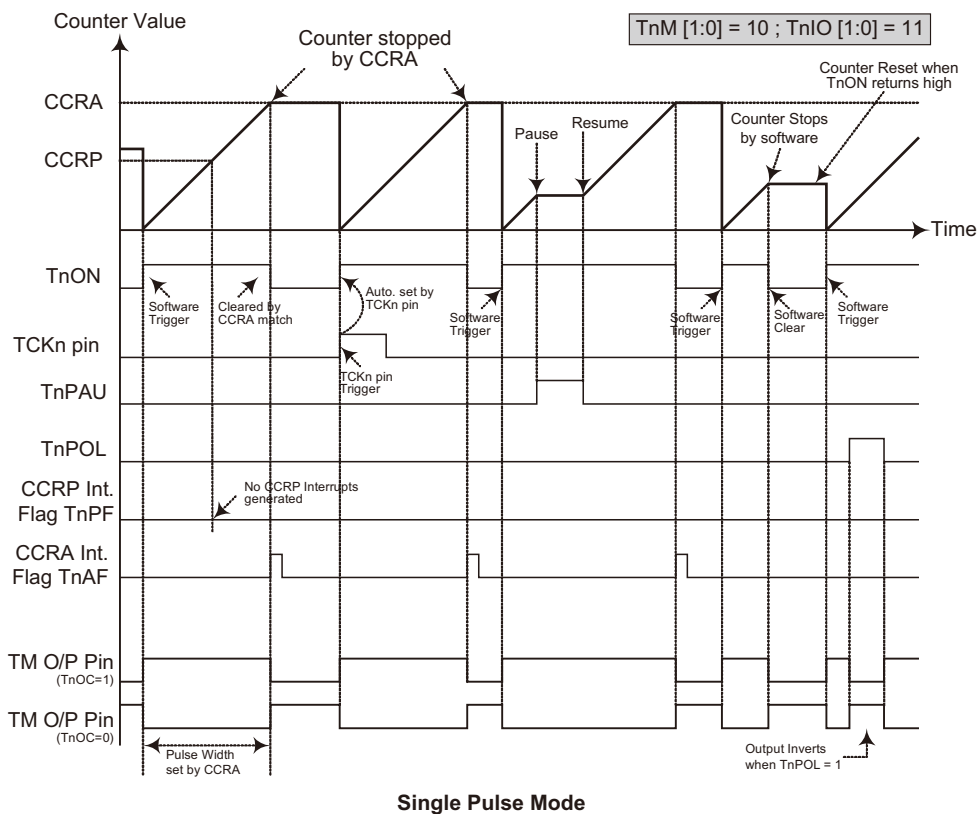 Counter Value
TnM [1:0] = 10 ; TnIO [1:0] = 11
Counter stopped
by CCRA
Counter Reset when
TnON returns high
CCRA
Counter Stops
by software
Pause
Resume
CCRP
Time
TnON
Software
Trigger
Cleared by
CCRA match
Auto. set by
TCKn pin
Software
Trigger
Software
Trigger
Software
Clear
Software
Trigger
TCKn pin
TCKn pin
Trigger
TnPAU
TnPOL
No CCRP Interrupts
generated
CCRP Int.
Flag TnPF
CCRA Int.
Flag TnAF
TM O/P Pin
(TnOC=1)
TM O/P Pin
(TnOC=0)
Pulse Width
set by CCRA
Output Inverts
when TnPOL = 1
Single Pulse Mode